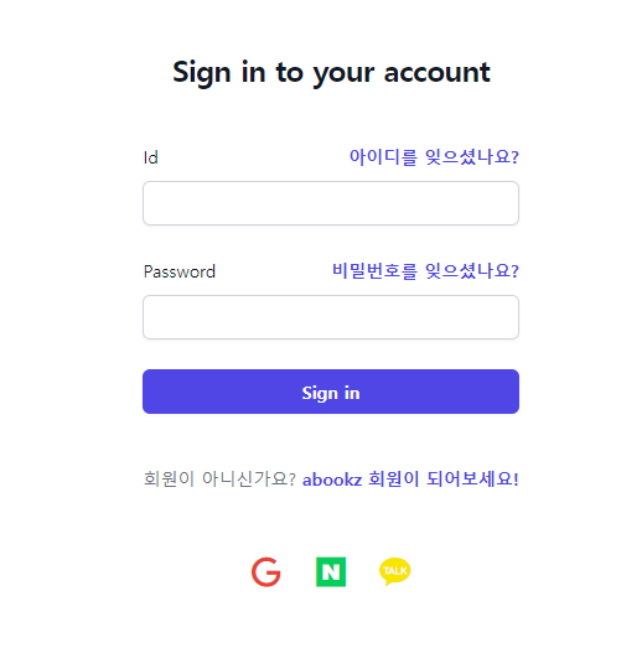 Sign in to your account
Id 아이디를 잊으셨나요?
Password 비밀번호를 잊으셨나요?
Sign in
회원이 아니신가요? abookz 회원이 되어보세요!
G N TALK